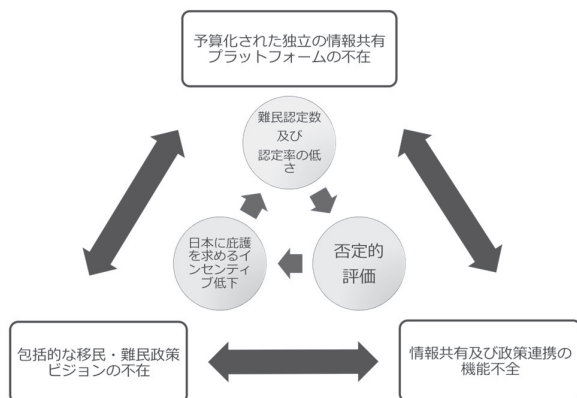 予算化された独立の情報共有
プラットフォームの不在
難民認定数
及び
認定率の低
さ
日本に庇護
を求めるイ
ンセンティ
ブ低下
否定的
評価
包括的な移民・難民政策
ビジョンの不在
情報共有及び政策連携の
機能不全